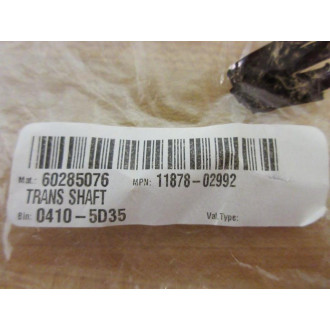 Mat.: 60285076 MPN: 11878-02992
TRANS SHAFT
Bin: 0410-5D35 Val Type: